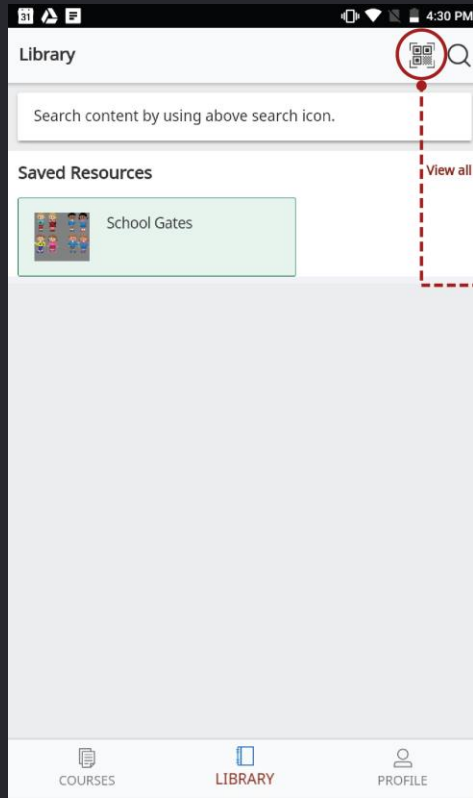 31
4:30 PM
Library
Search content by using above search icon.
Saved Resources
View all
School Gates
COURSES
LIBRARY
PROFILE